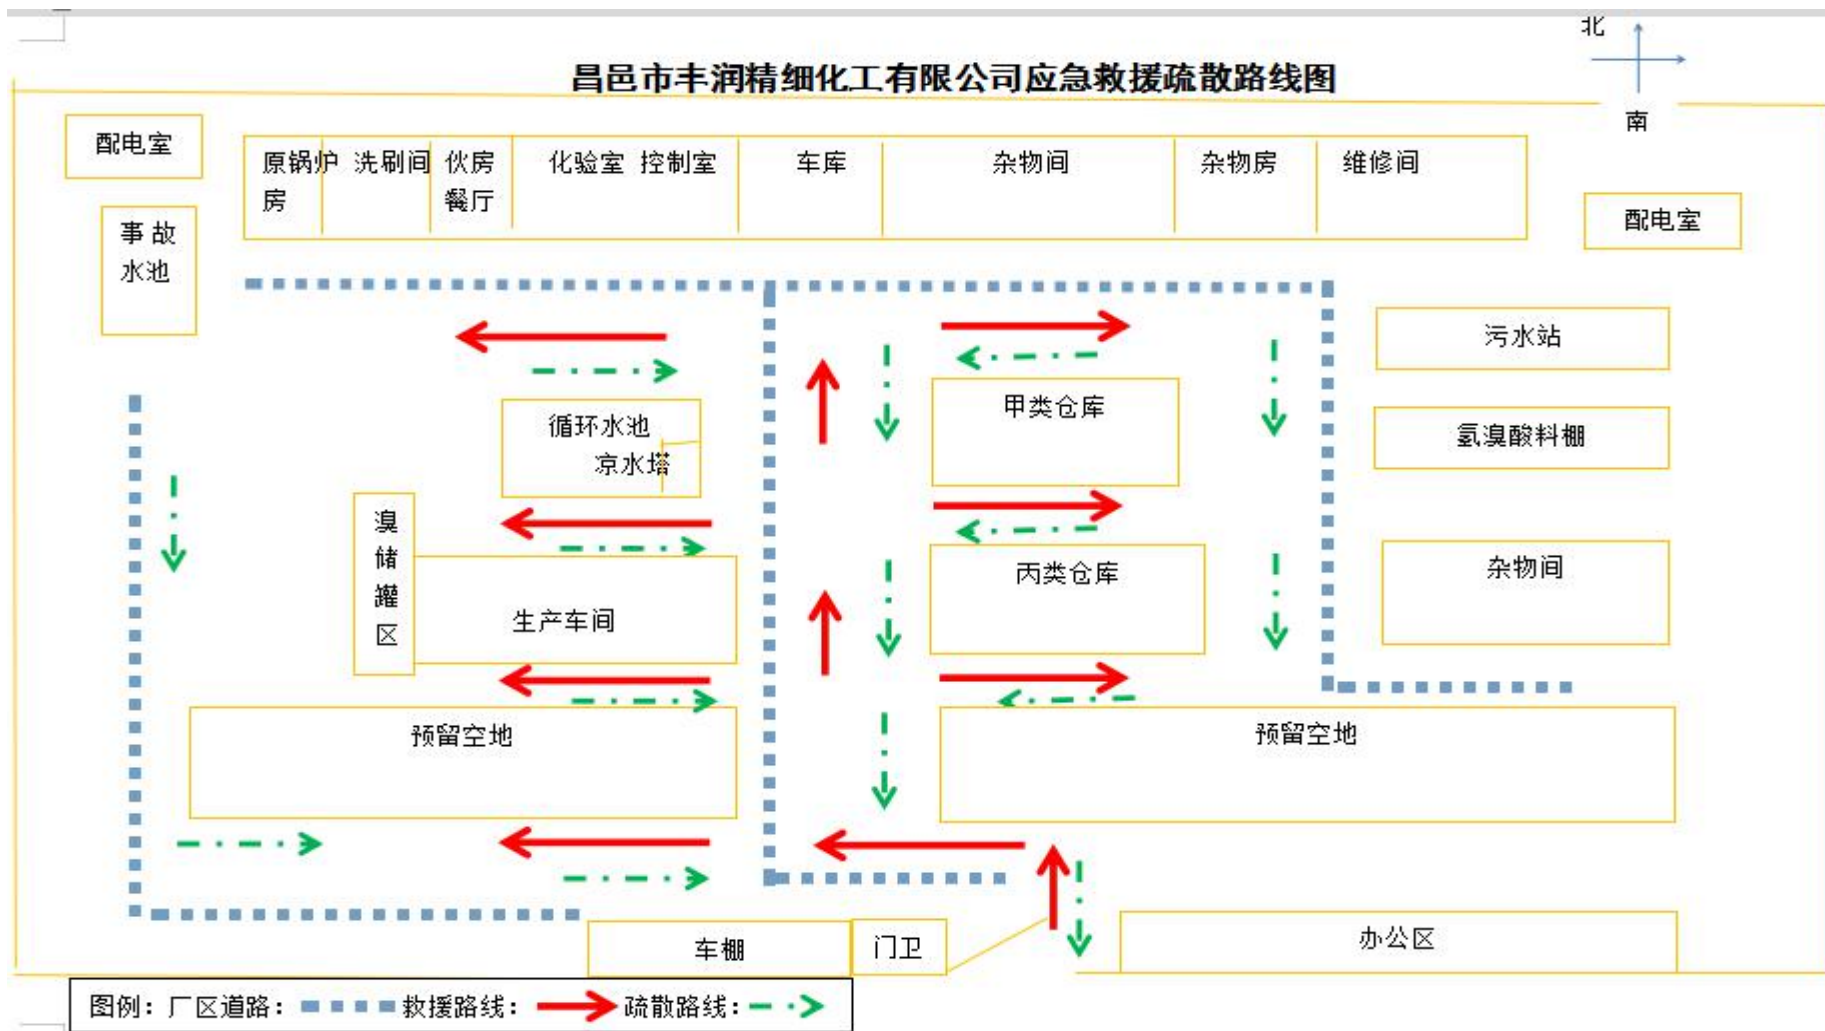 北
昌邑市丰润精细化工有限公司应急救援疏散路线图
南
配电室
原锅炉房
洗刷间
伙房
餐厅
化验室 控制室
车库
杂物间
杂物房
维修间
配电室
事故
水池
污水站
甲类仓库
循环水池
凉水塔
氢溴酸料棚
溴
储
罐
区
丙类仓库
杂物间
生产车间
预留空地
预留空地
车棚
门卫
办公区
图例：厂区道路： 救援路线： 疏散路线：